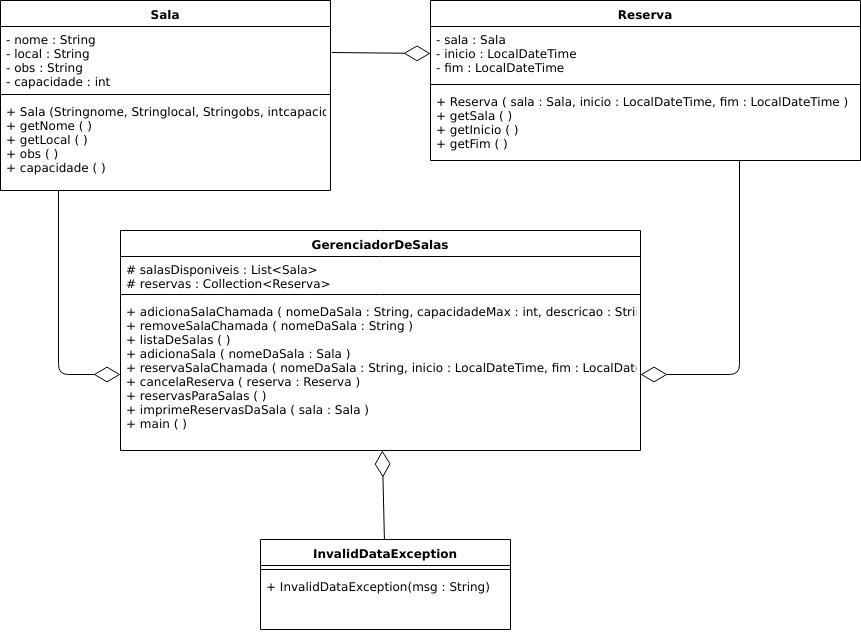 Sala
- nome : String
- local : String
- obs : String
- capacidade : int
+ Sala (Stringnome, Stringlocal, Stringobs, intcapacic
+ getNome ( )
+ getLocal ( )
+ obs ( )
+ capacidade ( )
Reserva
- sala : Sala
- inicio : LocalDateTime
- fim : LocalDateTime
+ Reserva ( sala : Sala, inicio : LocalDateTime, fim : LocalDateTime )
+ getSala ( )
+ getInicio ( )
+ getFim ( )
GerenciadorDeSalas
# salasDisponiveis : List<Sala>
# reservas : Collection<Reserva>
+ adicionaSalaChamada ( nomeDaSala : String, capacidadeMax : int, descricao : Stri
+ removeSalaChamada ( nomeDaSala : String )
+ listaDeSalas ( )
+ adicionaSala ( nomeDaSala : Sala )
+ reservaSalaChamada ( nomeDaSala : String, inicio : LocalDateTime, fim : LocalDate
+ cancelaReserva ( reserva : Reserva )
+ reservasParaSalas ( )
+ imprimeReservasDaSala ( sala : Sala )
+ main ( )
InvalidDataException
+ InvalidDataException(msg : String)